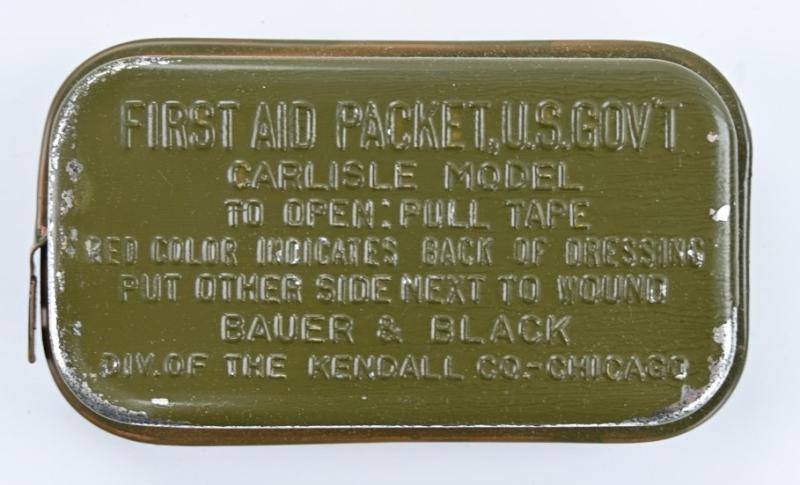 FIRST AID PACKET, U.S. GOV'T
CARLISLE MODEL
TO OPEN: PULL TAPE
RED COLOR INDICATES BACK OF DRESSING
PUT OTHER SIDE NEXT TO WOUND
BAUER & BLACK
DIV. OF THE KENDALL CO.-CHICAGO